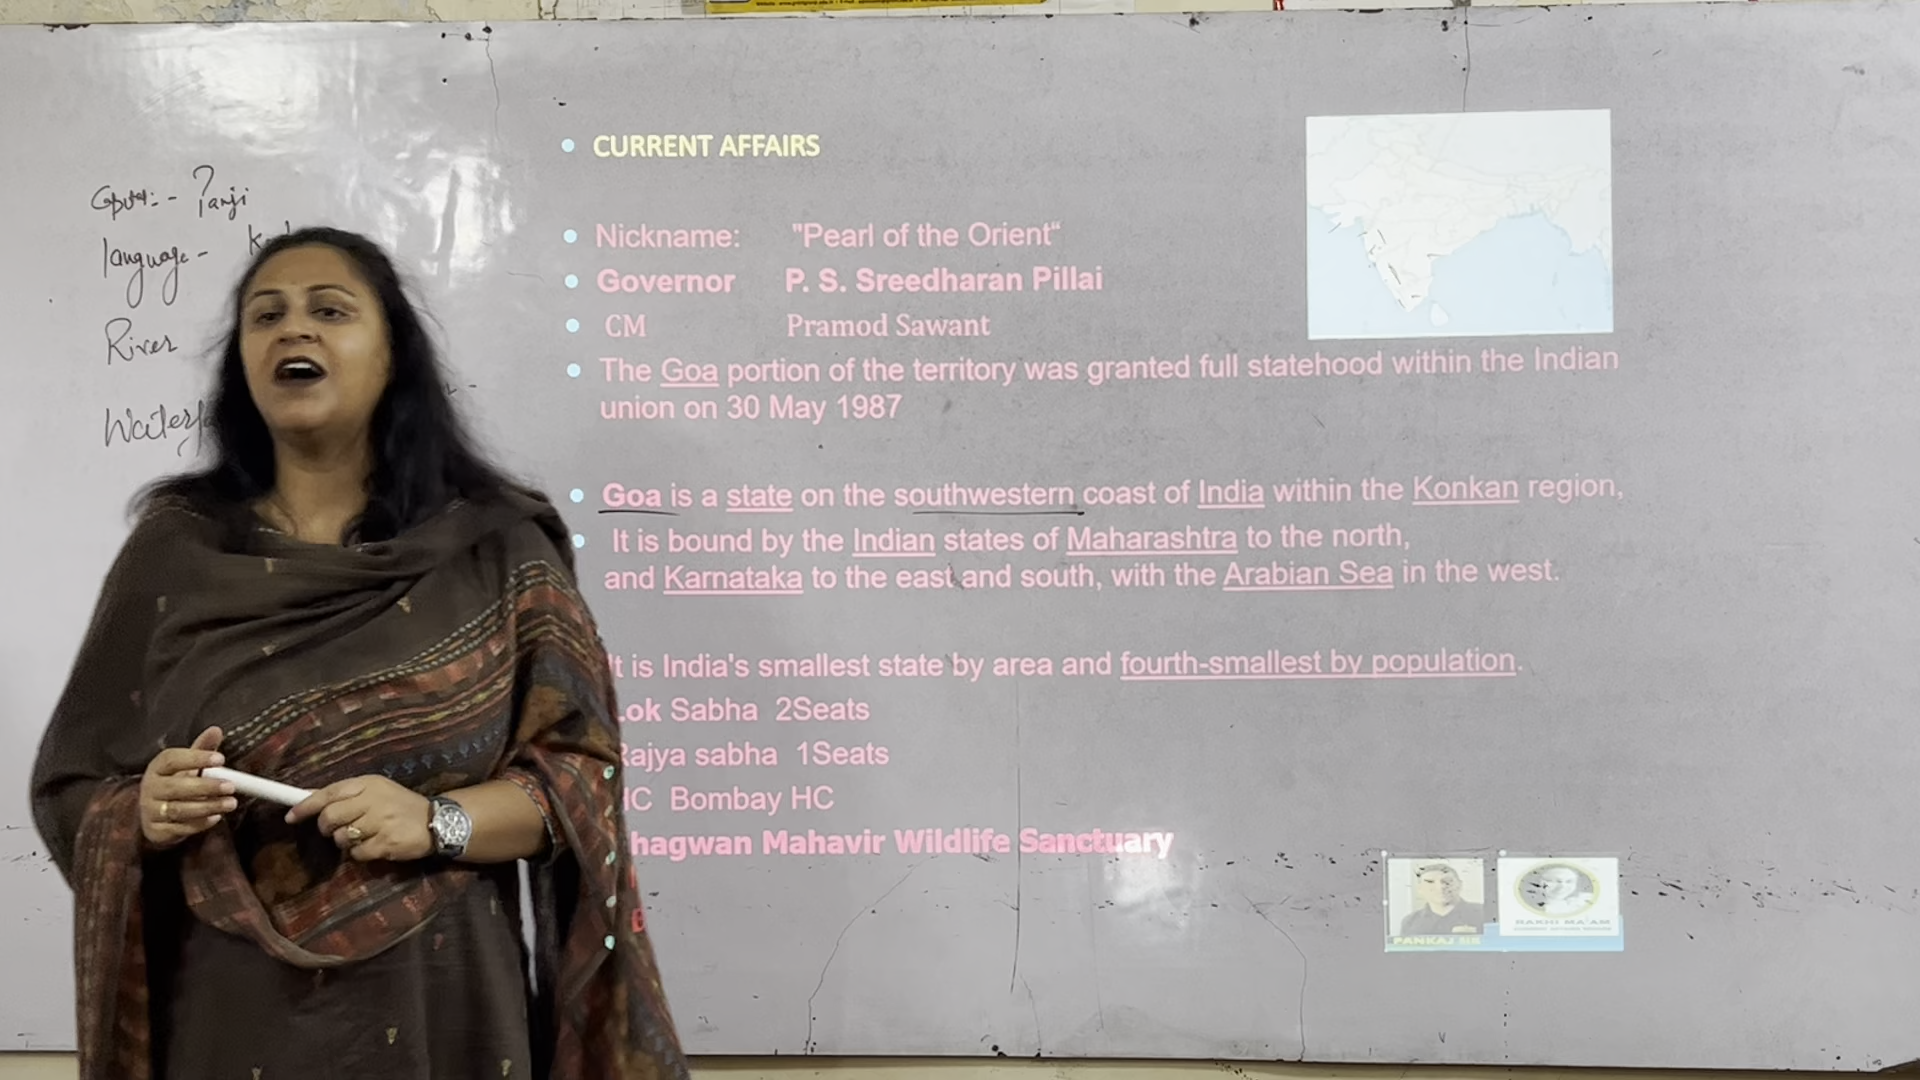 Panji
language -
River
CURRENT AFFAIRS
Nickname: "Pearl of the Orient“
Governor P. S. Sreedharan Pillai
CM Pramod Sawant
The Goa portion of the territory was granted full statehood within the Indian
union on 30 May 1987
Goa is a state on the southwestern coast of India within the Konkan region,
It is bound by the Indian states of Maharashtra to the north,
and Karnataka to the east and south, with the Arabian Sea in the west.
It is India's smallest state by area and fourth-smallest by population.
Lok Sabha 2Seats
Rajya sabha 1Seats
HC Bombay HC
hagwan Mahavir Wildlife Sanctuary
PANKAJ SIR
RAKHI MA'AM